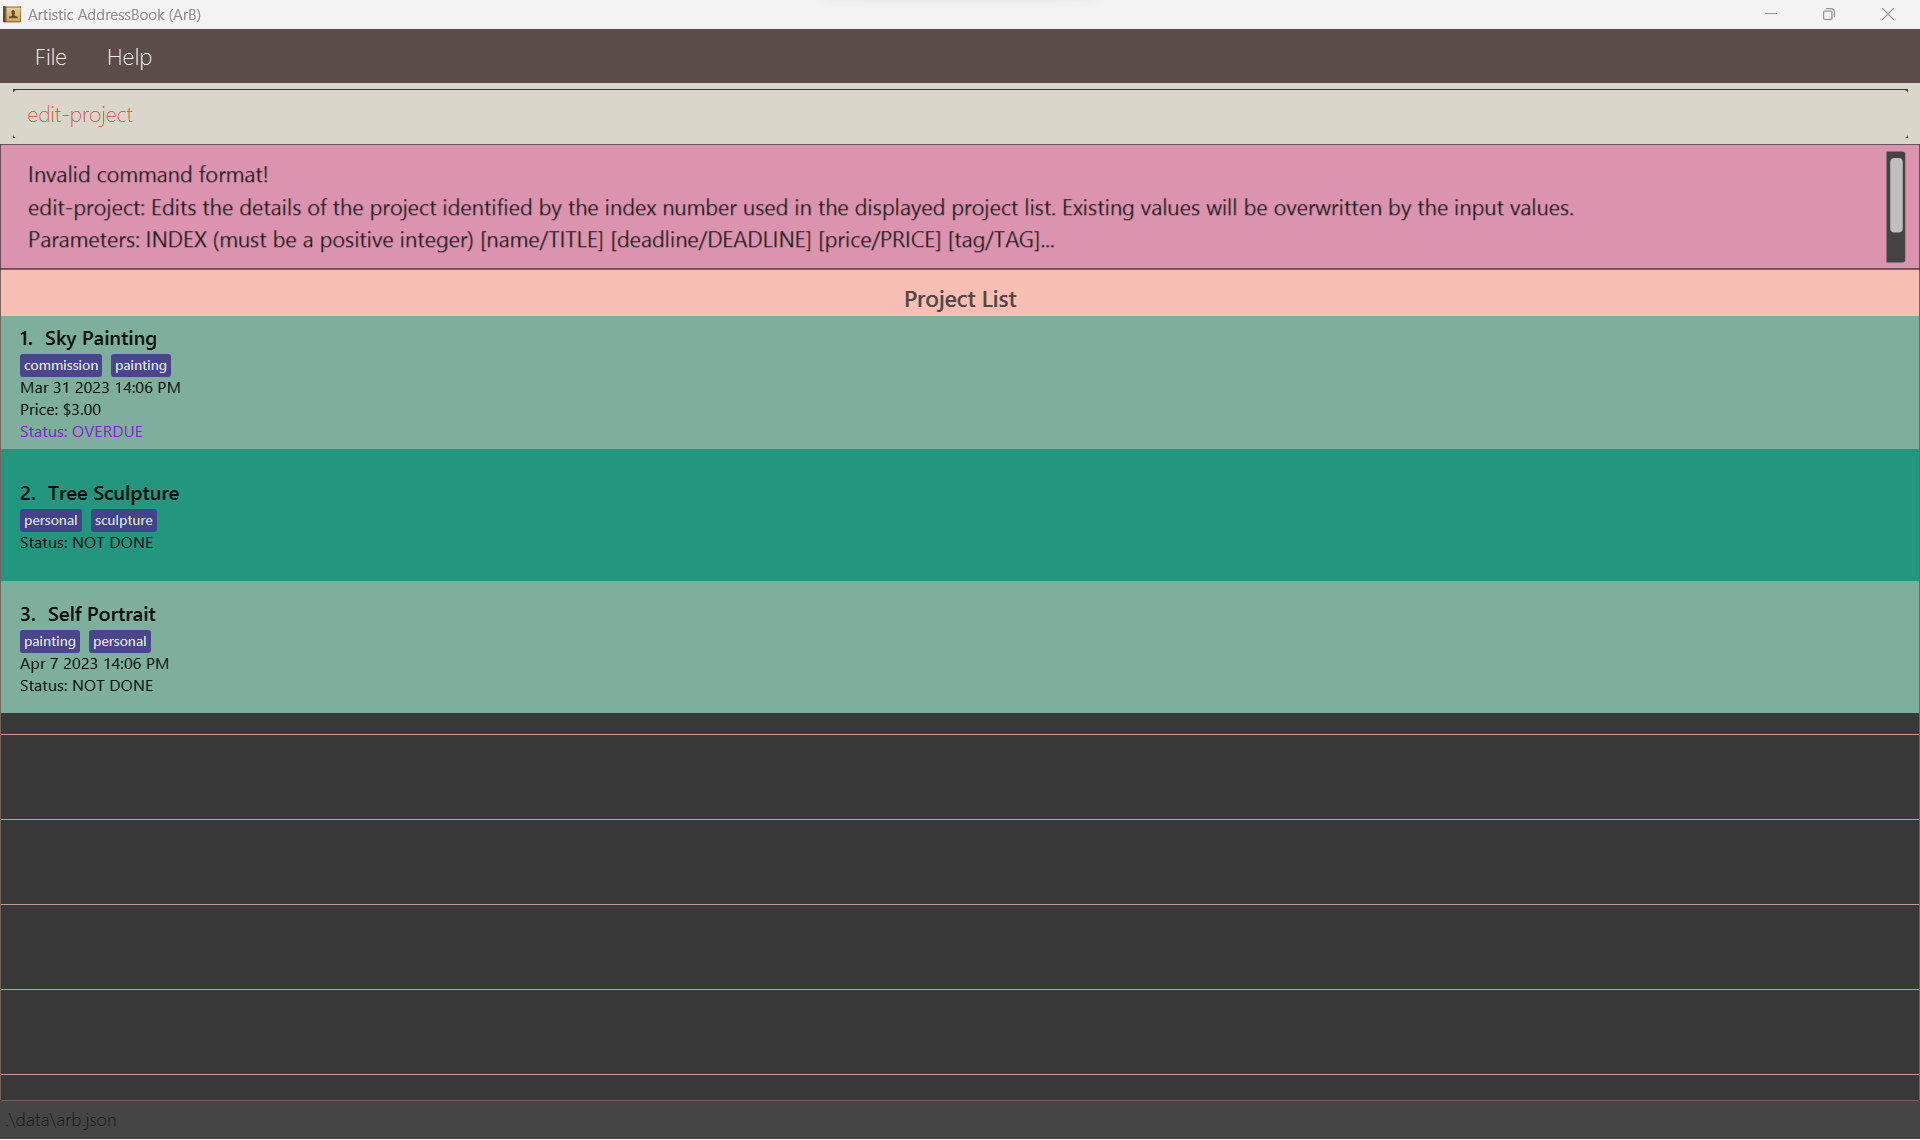 Artistic AddressBook (ArB)
File Help
edit-project
Invalid command format!
edit-project: Edits the details of the project identified by the index number used in the displayed project list. Existing values will be overwritten by the input values.
Parameters: INDEX (must be a positive integer) [name/TITLE] [deadline/DEADLINE] [price/PRICE] [tag/TAG]...
Project List
1. Sky Painting
commission painting
Mar 31 2023 14:06 PM
Price: $3.00
Status: OVERDUE
2. Tree Sculpture
personal sculpture
Status: NOT DONE
3. Self Portrait
painting personal
Apr 7 2023 14:06 PM
Status: NOT DONE
.\data\arb.json